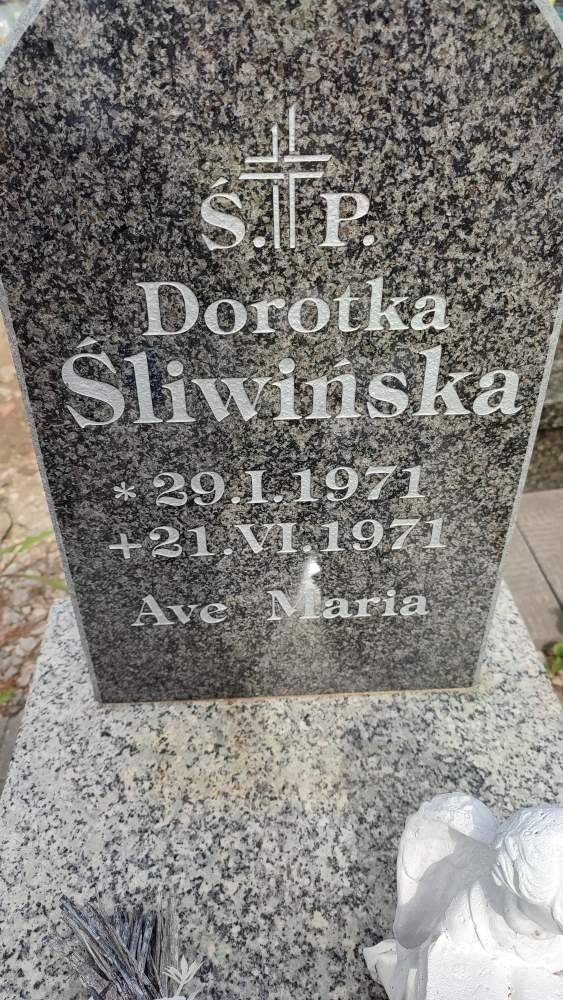 Ś. P.
Dorotka
Śliwińska
* 29.I.1971
+21.VI.1971
Ave Maria